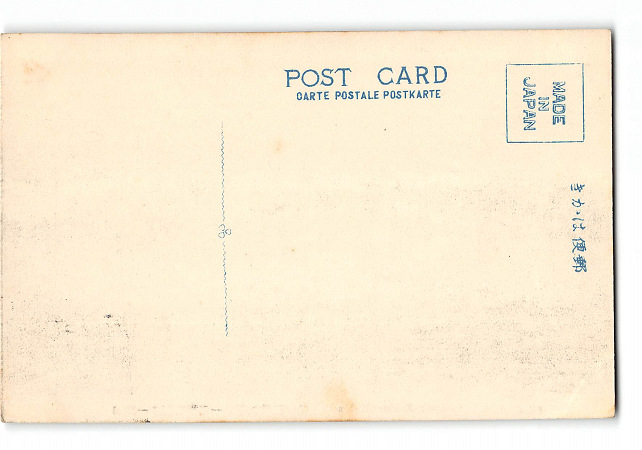 POST CARD
CARTE POSTALE POSTKARTE
MADE
IN
JAPAN
郵便はかき